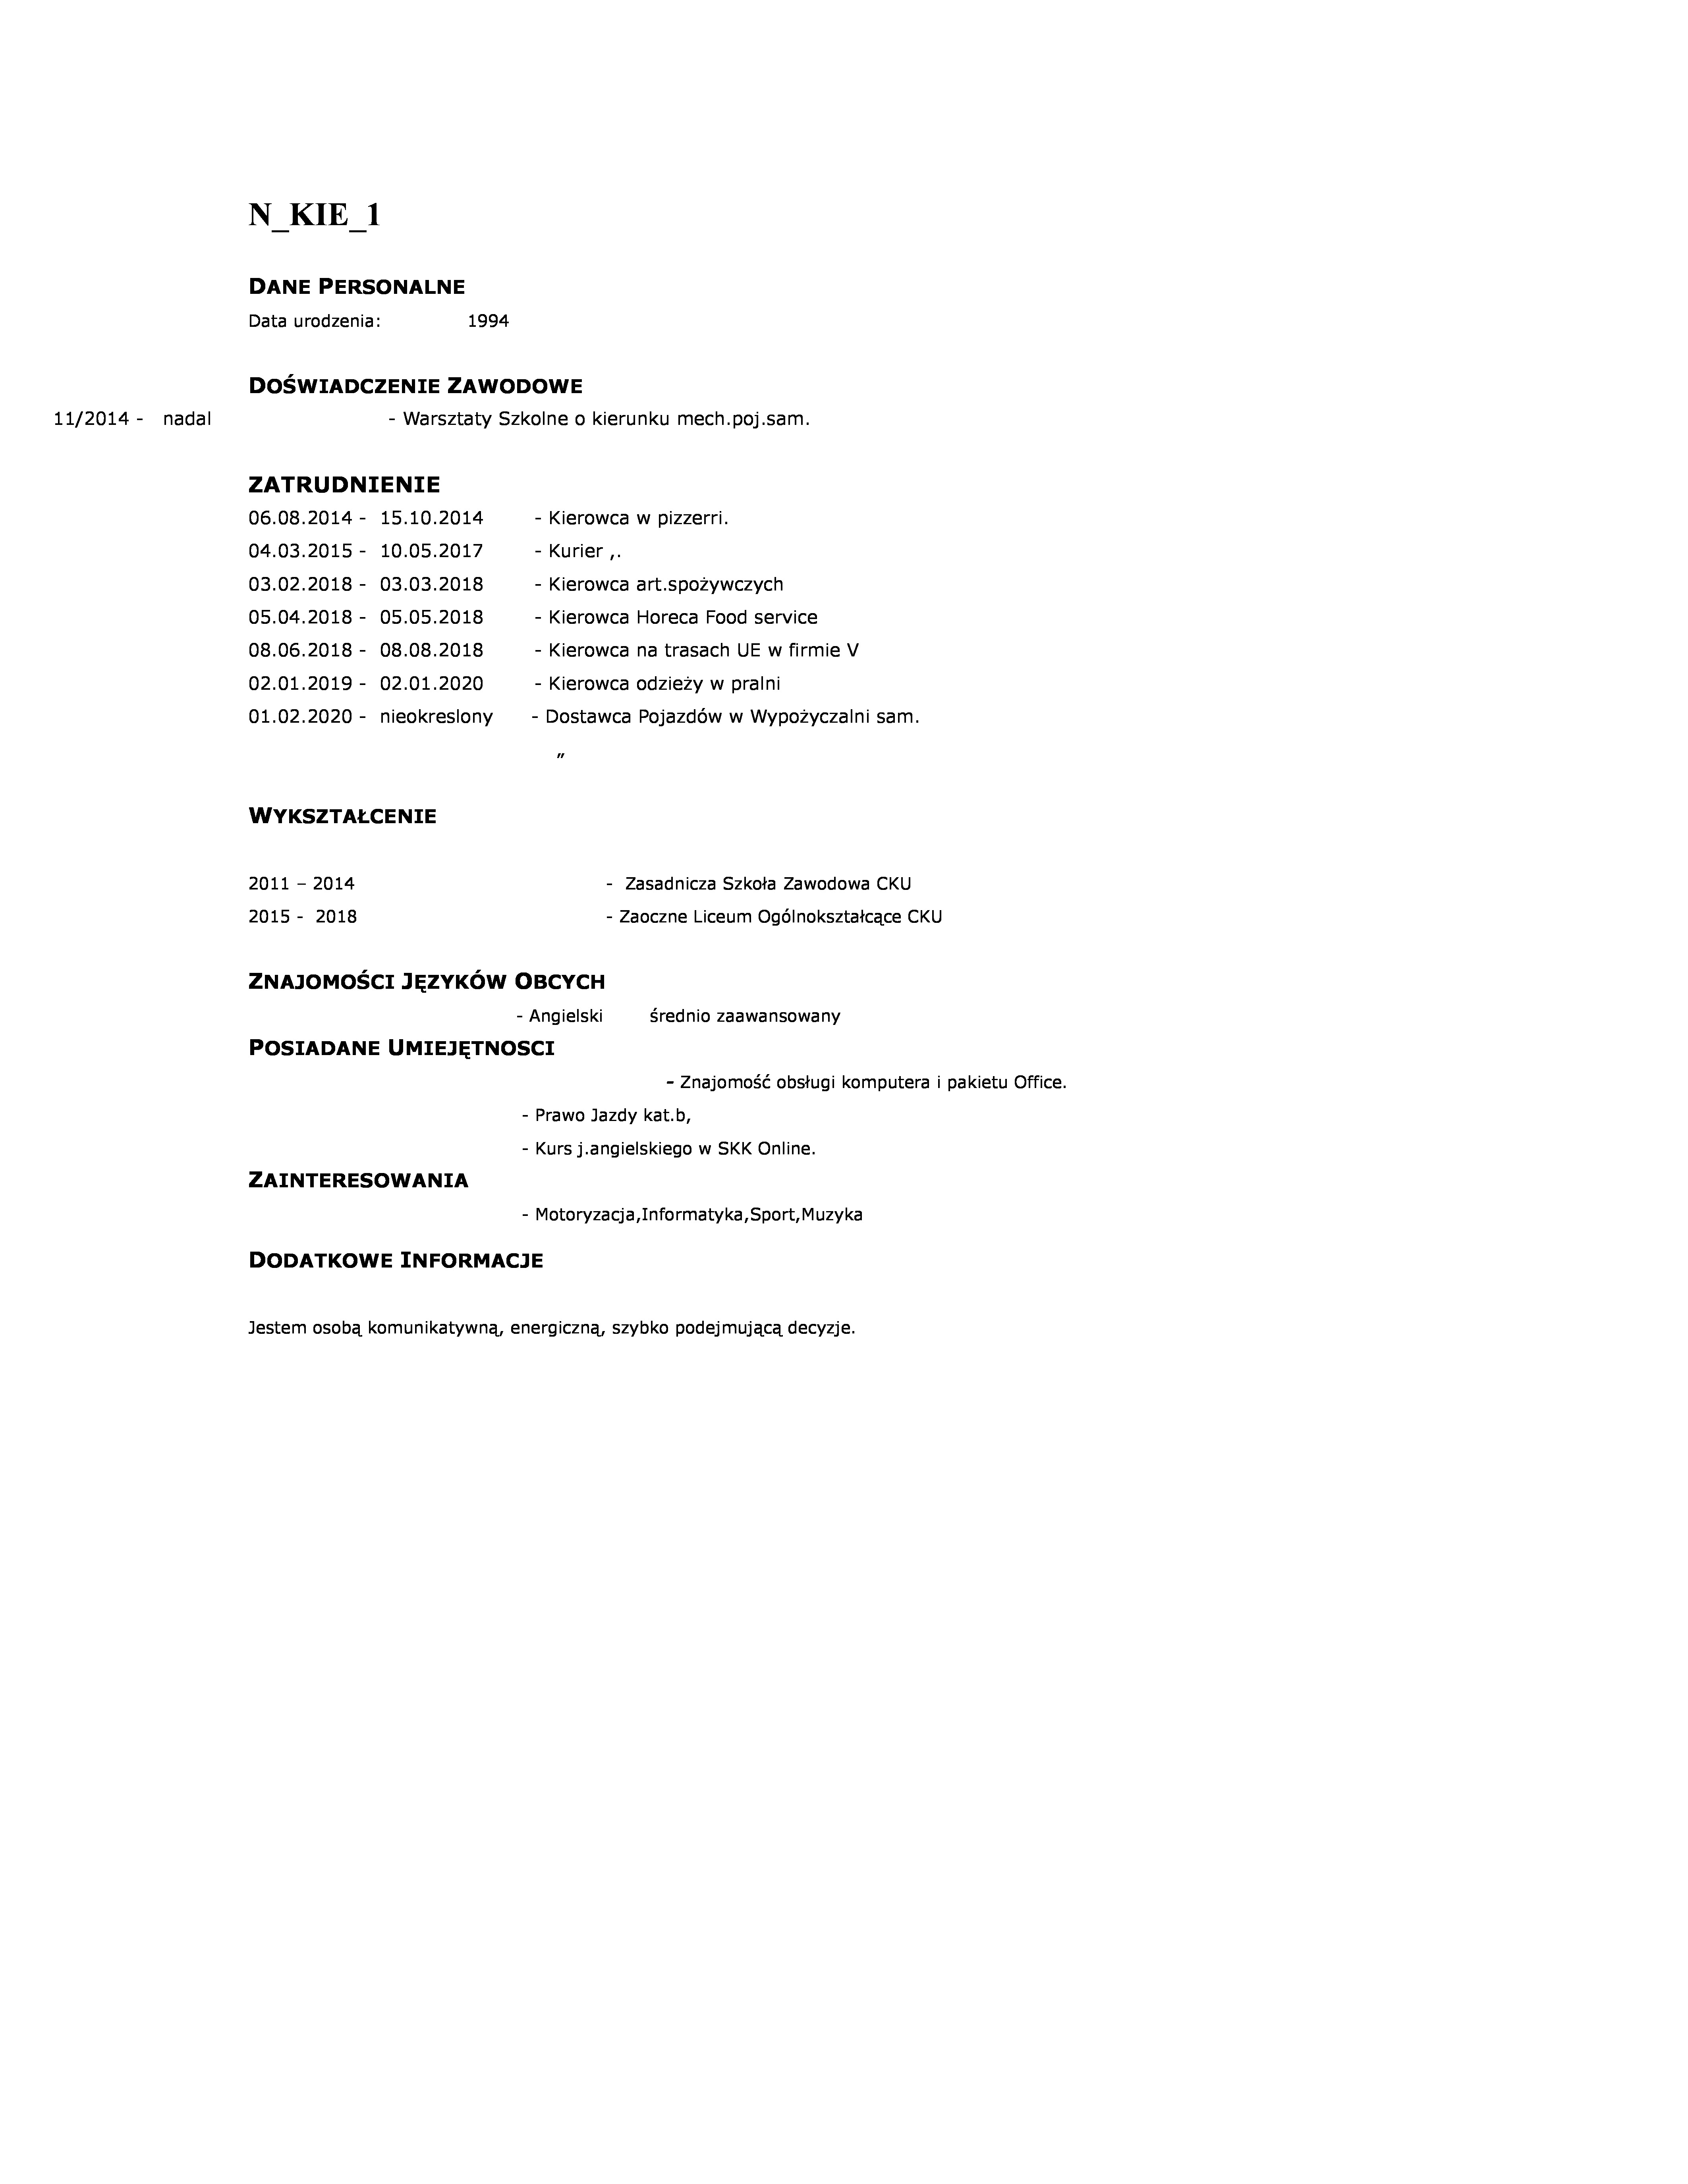 N_KIE_1
DANE PERSONALNE
Data urodzenia: 1994
DOŚWIADCZENIE ZAWODOWE
11/2014 - nadal - Warsztaty Szkolne o kierunku mech.poj.sam.
ZATRUDNIENIE
06.08.2014 - 15.10.2014 - Kierowca w pizzerri.
04.03.2015 - 10.05.2017 - Kurier ,.
03.02.2018 - 03.03.2018 - Kierowca art.spożywczych
05.04.2018 - 05.05.2018 - Kierowca Horeca Food service
08.06.2018 - 08.08.2018 - Kierowca na trasach UE w firmie V
02.01.2019 - 02.01.2020 - Kierowca odzieży w pralni
01.02.2020 - nieokreslony - Dostawca Pojazdów w Wypożyczalni sam.
„
WYKSZTAŁCENIE
2011 – 2014 - Zasadnicza Szkoła Zawodowa CKU
2015 - 2018 - Zaoczne Liceum Ogólnokształcące CKU
ZNAJOMOŚCI JĘZYKÓW OBCYCH
- Angielski średnio zaawansowany
POSIADANE UMIEJĘTNOSCI
- Znajomość obsługi komputera i pakietu Office.
- Prawo Jazdy kat.b,
- Kurs j.angielskiego w SKK Online.
ZAINTERESOWANIA
- Motoryzacja,Informatyka,Sport,Muzyka
DODATKOWE INFORMACJE
Jestem osobą komunikatywną, energiczną, szybko podejmującą decyzje.